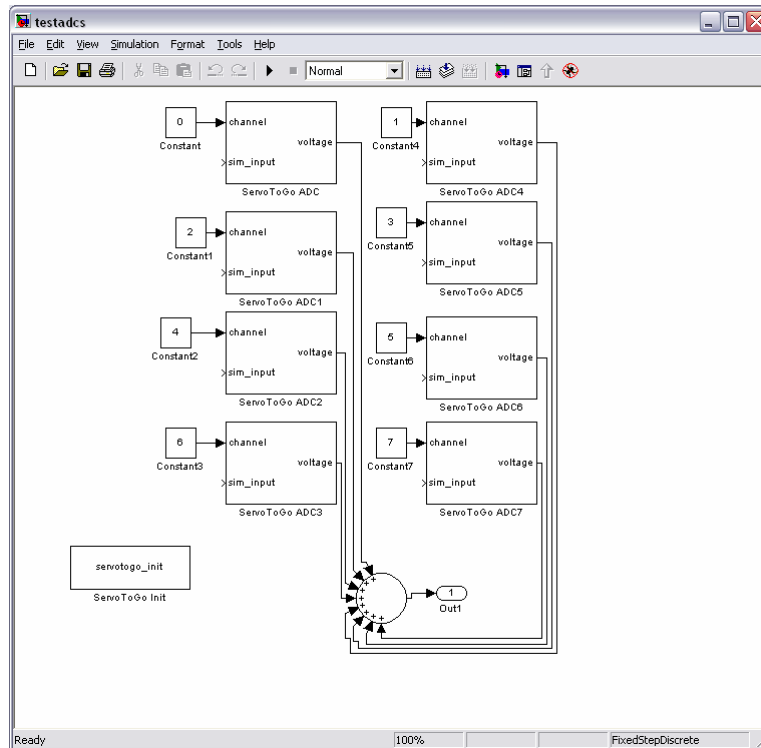 testadcs
File Edit View Simulation Format Tools Help
Normal
0
Constant
channel
voltage
sim_input
ServoToGo ADC
1
Constant4
channel
voltage
sim_input
ServoToGo ADC4
2
Constant1
channel
voltage
sim_input
ServoToGo ADC1
3
Constant5
channel
voltage
sim_input
ServoToGo ADC5
4
Constant2
channel
voltage
sim_input
ServoToGo ADC2
5
Constant6
channel
voltage
sim_input
ServoToGo ADC6
6
Constant3
channel
voltage
sim_input
ServoToGo ADC3
7
Constant7
channel
voltage
sim_input
ServoToGo ADC7
servotogo_init
ServoToGo Init
1
Out1
Ready 100% FixedStepDiscrete